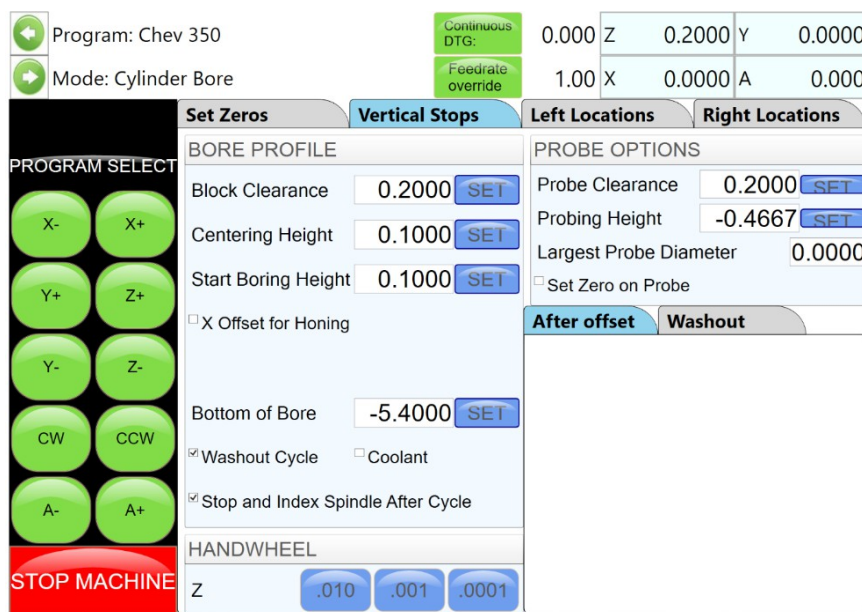 Program: Chev 350
Continuous DTG:
0.000 Z 0.2000 Y 0.0000
Mode: Cylinder Bore
Feedrate override
1.00 X 0.0000 A 0.000
Set Zeros
Vertical Stops
Left Locations
Right Locations
PROGRAM SELECT
X-
X+
Y+
Z+
Y-
Z-
CW
CCW
A-
A+
STOP MACHINE
BORE PROFILE
Block Clearance 0.2000 SET
Centering Height 0.1000 SET
Start Boring Height 0.1000 SET
X Offset for Honing
Bottom of Bore -5.4000 SET
Washout Cycle
Coolant
Stop and Index Spindle After Cycle
HANDWHEEL
Z .010 .001 .0001
PROBE OPTIONS
Probe Clearance 0.2000 SET
Probing Height -0.4667 SET
Largest Probe Diameter 0.0000
Set Zero on Probe
After offset
Washout